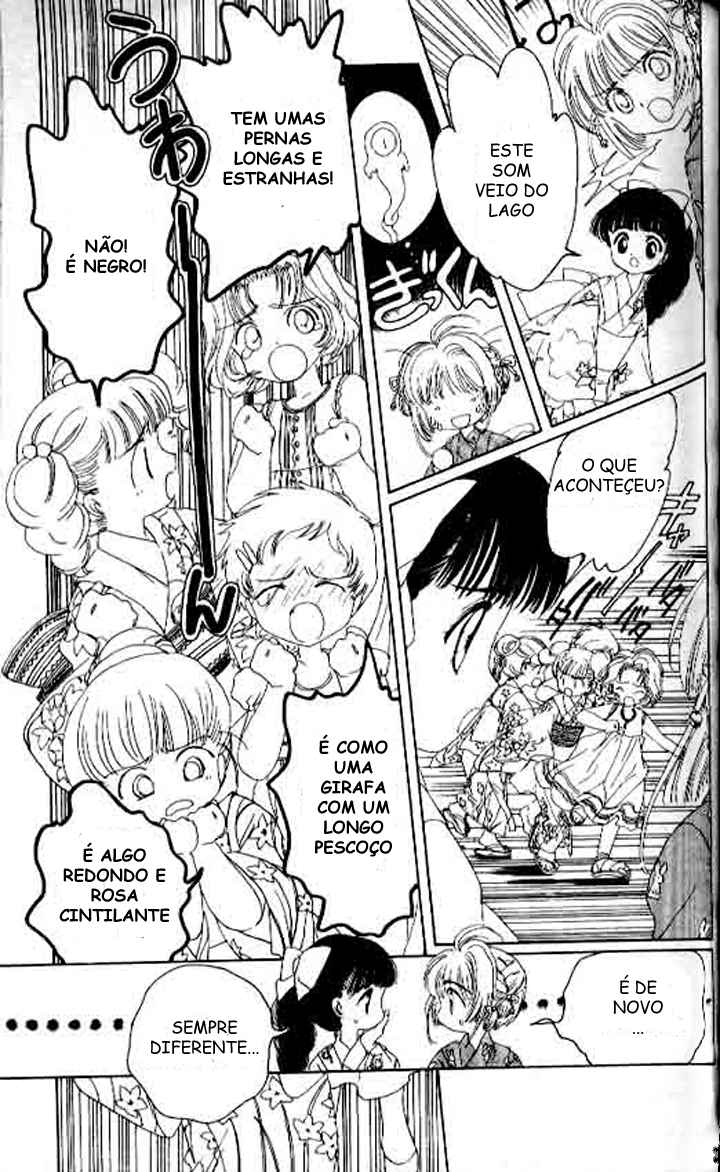 ESTE
SOM
VEIO DO
LAGO
ぎっくん
O QUE
ACONTEÇEU?
TEM UMAS
PERNAS
LONGAS E
ESTRANHAS!
NÃO!
É NEGRO!
うわーん
É COMO
UMA
GIRAFA
COM UM
LONGO
PESCOÇO
É ALGO
REDONDO E
ROSA
CINTILANTE
É DE
NOVO
...
SEMPRE
DIFERENTE...